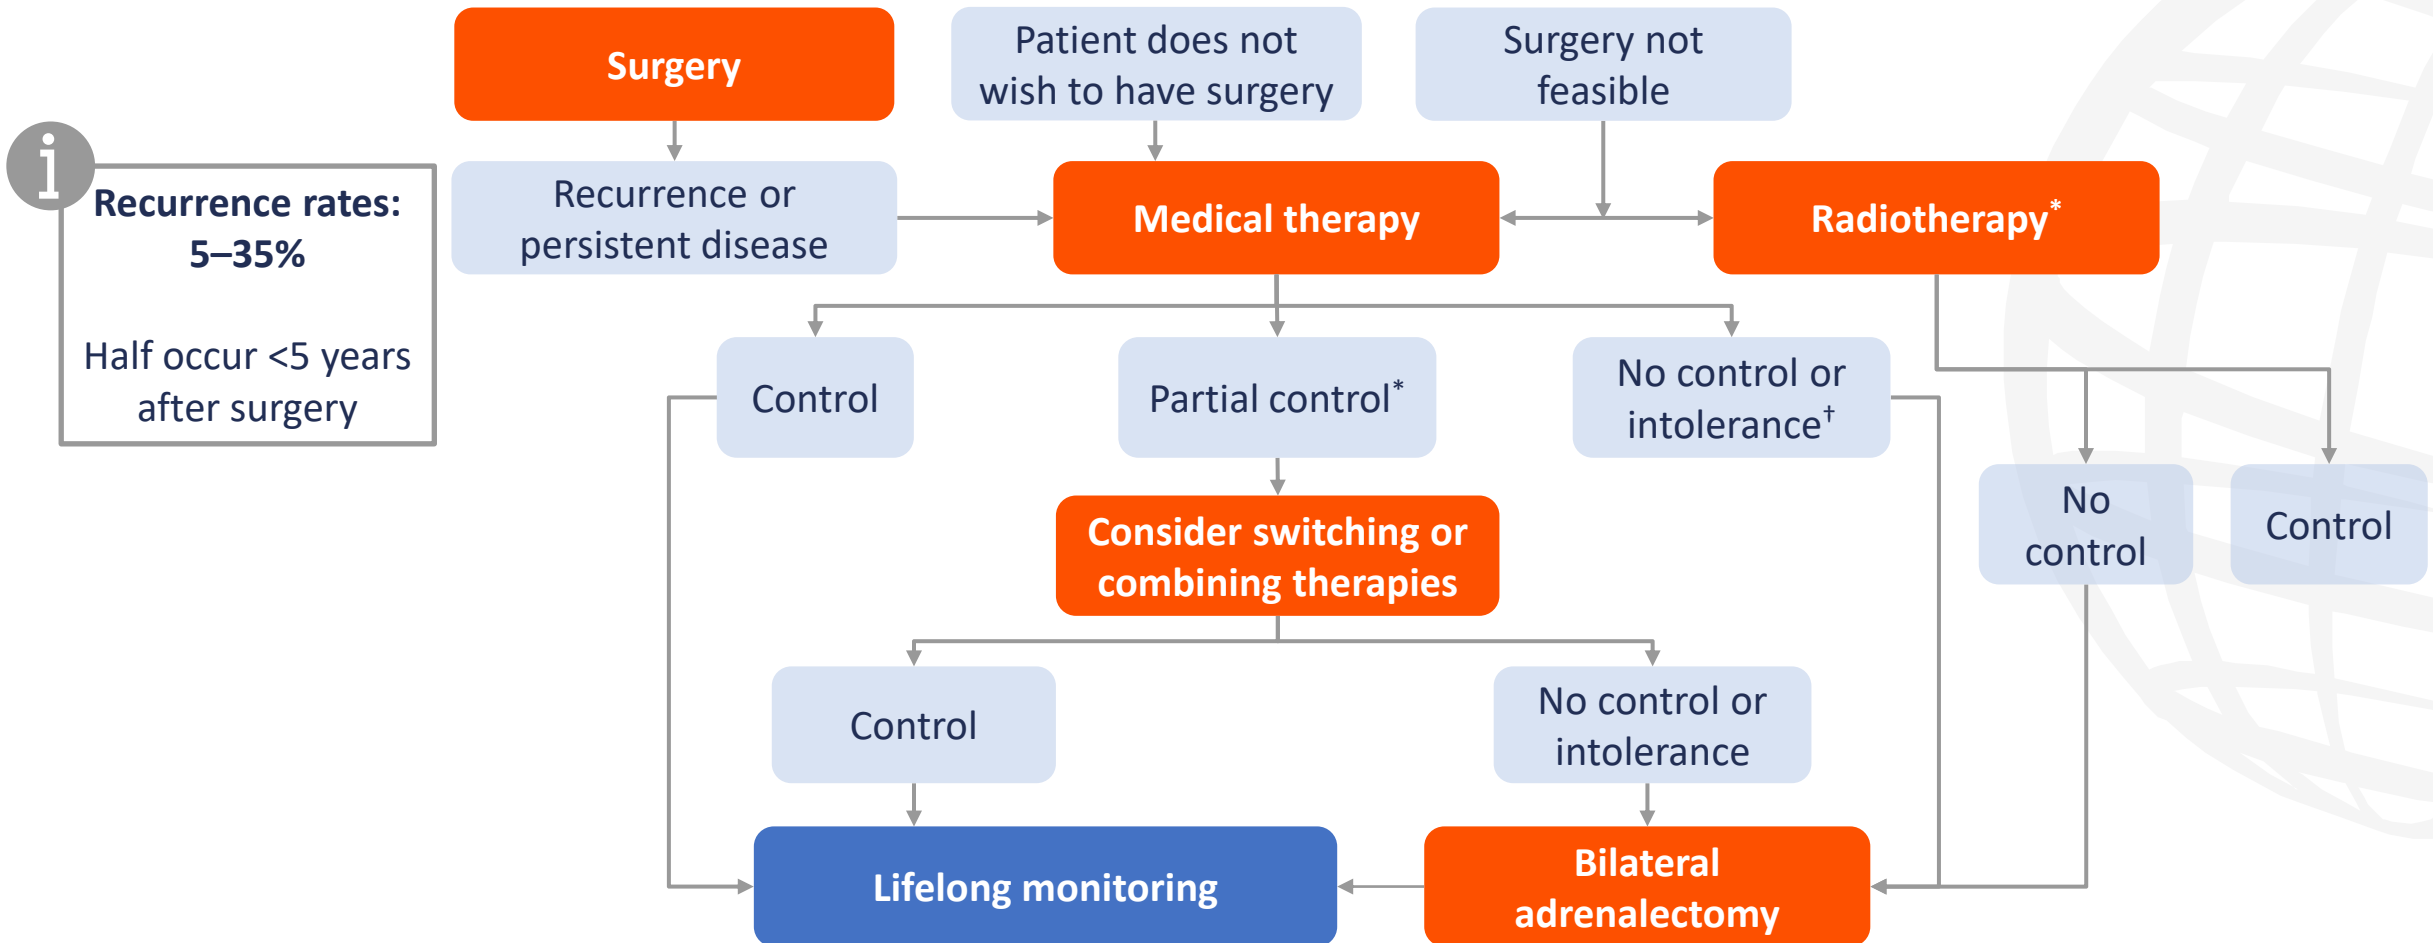 Surgery
Patient does not
wish to have surgery
Surgery not
feasible
i
Recurrence rates:
5–35%
Half occur <5 years
after surgery
Recurrence or
persistent disease
Medical therapy
Radiotherapy*
Control
Partial control*
No control or
intolerance†
Consider switching or
combining therapies
No
control
Control
Control
No control or
intolerance
Lifelong monitoring
Bilateral
adrenalectomy